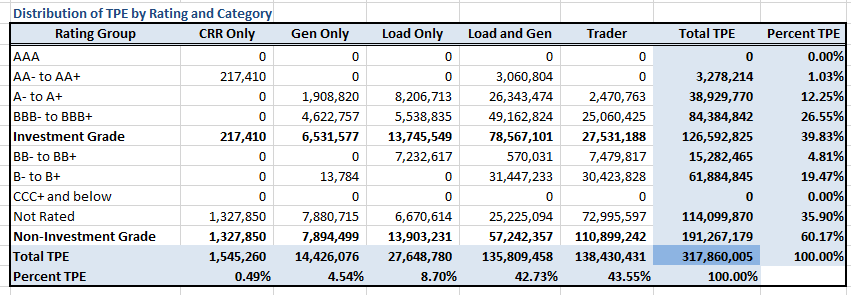 Distribution of TPE by Rating and Category
Rating Group CRR Only Gen Only Load Only Load and Gen Trader Total TPE Percent TPE
AAA 0 0 0 0 0 0 0.00%
AA- to AA+ 217,410 0 0 3,060,804 0 3,278,214 1.03%
A- to A+ 0 1,908,820 8,206,713 26,343,474 2,470,763 38,929,770 12.25%
BBB- to BBB+ 0 4,622,757 5,538,835 49,162,824 25,060,425 84,384,842 26.55%
Investment Grade 217,410 6,531,577 13,745,549 78,567,101 27,531,188 126,592,825 39.83%
BB- to BB+ 0 0 7,232,617 570,031 7,479,817 15,282,465 4.81%
B- to B+ 0 13,784 0 31,447,233 30,423,828 61,884,845 19.47%
CCC+ and below 0 0 0 0 0 0 0.00%
Not Rated 1,327,850 7,880,715 6,670,614 25,225,094 72,995,597 114,099,870 35.90%
Non-Investment Grade 1,327,850 7,894,499 13,903,231 57,242,357 110,899,242 191,267,179 60.17%
Total TPE 1,545,260 14,426,076 27,648,780 135,809,458 138,430,431 317,860,005 100.00%
Percent TPE 0.49% 4.54% 8.70% 42.73% 43.55% 100.00%